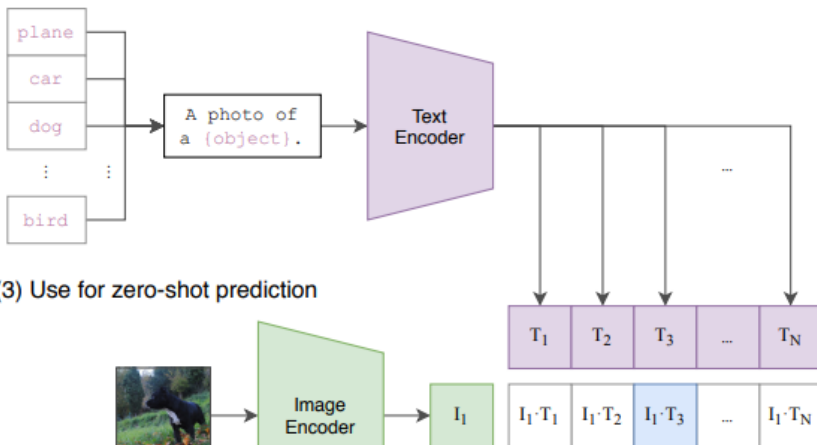 plane
car
dog
⋮ ⋮
bird
A photo of
a {object}.
Text
Encoder
...
3) Use for zero-shot prediction
T1 T2 T3 ... TN
Image
Encoder
I1
I1·T1 I1·T2 I1·T3 ... I1·TN